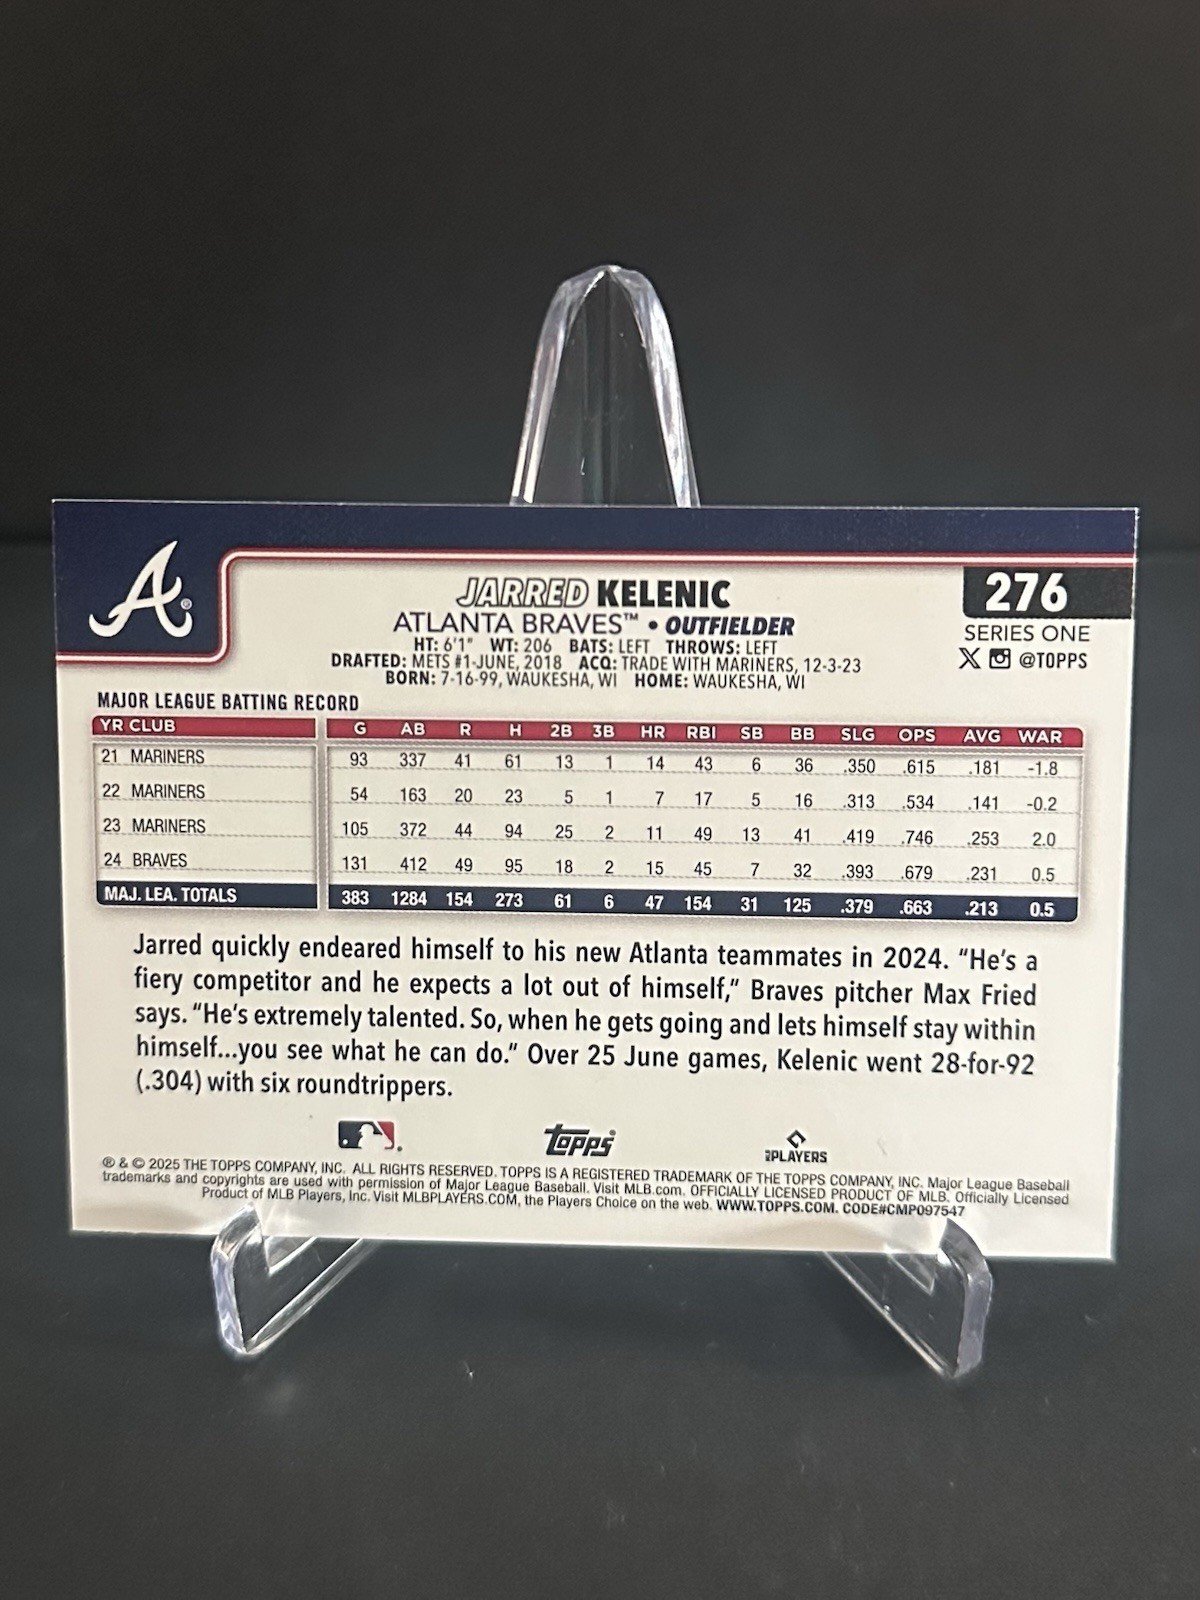 A®
JARRED KELENIC
276
ATLANTA BRAVES™ • OUTFIELDER
SERIES ONE
HT: 6'1" WT: 206 BATS: LEFT THROWS: LEFT
@TOPPS
DRAFTED: METS #1-JUNE, 2018 ACQ: TRADE WITH MARINERS, 12-3-23
BORN: 7-16-99, WAUKESHA, WI HOME: WAUKESHA, WI
MAJOR LEAGUE BATTING RECORD
YR CLUB G AB R H 2B 3B HR RBI SB BB SLG OPS AVG WAR
21 MARINERS 93 337 41 61 13 1 14 43 6 36 .350 .615 .181 -1.8
22 MARINERS 54 163 20 23 5 1 7 17 5 16 .313 .534 .141 -0.2
23 MARINERS 105 372 44 94 25 2 11 49 13 41 .419 .746 .253 2.0
24 BRAVES 131 412 49 95 18 2 15 45 7 32 .393 .679 .231 0.5
MAJ. LEA. TOTALS 383 1284 154 273 61 6 47 154 31 125 .379 .663 .213 0.5
Jarred quickly endeared himself to his new Atlanta teammates in 2024. "He's a
fiery competitor and he expects a lot out of himself," Braves pitcher Max Fried
says. "He's extremely talented. So, when he gets going and lets himself stay within
himself...you see what he can do." Over 25 June games, Kelenic went 28-for-92
(.304) with six roundtrippers.
Topps
PLAYERS
® & © 2025 THE TOPPS COMPANY, INC. ALL RIGHTS RESERVED. TOPPS IS A REGISTERED TRADEMARK OF THE TOPPS COMPANY, INC. Major League Baseball
trademarks and copyrights are used with permission of Major League Baseball. Visit MLB.com. OFFICIALLY LICENSED PRODUCT OF MLB. Officially Licensed
Product of MLB Players, Inc. Visit MLBPLAYERS.COM, the Players Choice on the web. WWW.TOPPS.COM. CODE#CMP097547